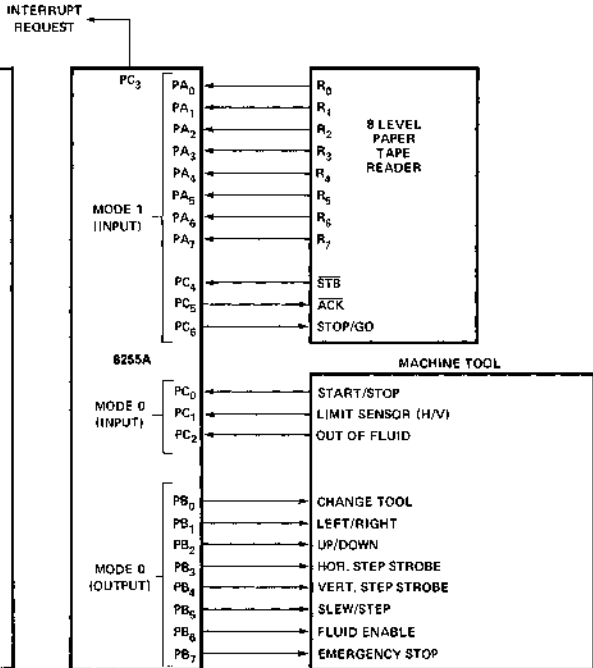 INTERRUPT
REQUEST
PC3
PA0
R0
PA1
R1
PA2
R2
PA3
R3
PA4
R4
PA5
R5
PA6
R6
PA7
R7
8 LEVEL
PAPER
TAPE
READER
MODE 1
(INPUT)
PC4
STB
PC5
ACK
PC6
STOP/GO
8255A
MACHINE TOOL
MODE 0
(INPUT)
PC0
START/STOP
PC1
LIMIT SENSOR (H/V)
PC2
OUT OF FLUID
MODE 0
(OUTPUT)
PB0
CHANGE TOOL
PB1
LEFT/RIGHT
PB2
UP/DOWN
PB3
HOR. STEP STROBE
PB4
VERT. STEP STROBE
PB5
SLEW/STEP
PB6
FLUID ENABLE
PB7
EMERGENCY STOP